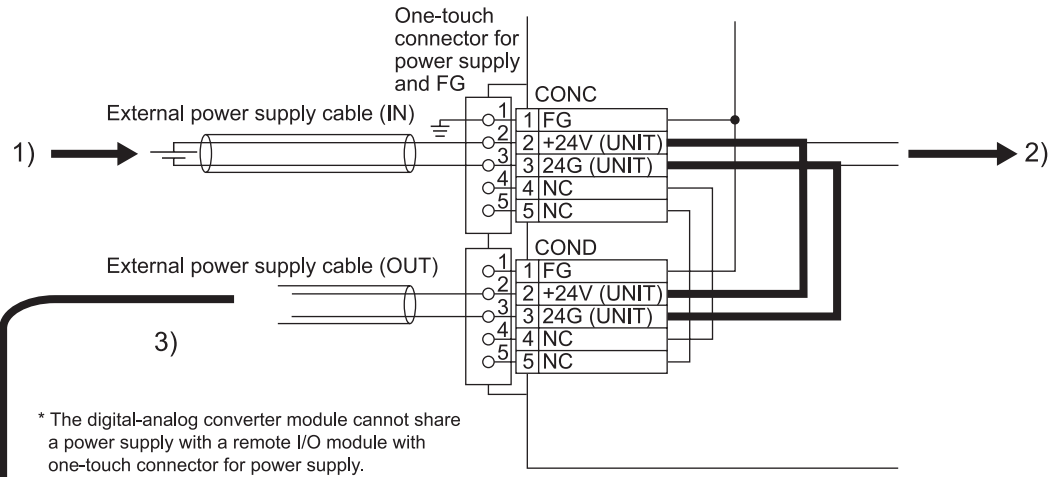 One-touch
connector for
power supply
and FG
CONC
External power supply cable (IN)
1)
2)
1
2
3
4
5
1 FG
2 +24V (UNIT)
3 24G (UNIT)
4 NC
5 NC
COND
External power supply cable (OUT)
3)
1
2
3
4
5
1 FG
2 +24V (UNIT)
3 24G (UNIT)
4 NC
5 NC
* The digital-analog converter module cannot share
a power supply with a remote I/O module with
one-touch connector for power supply.